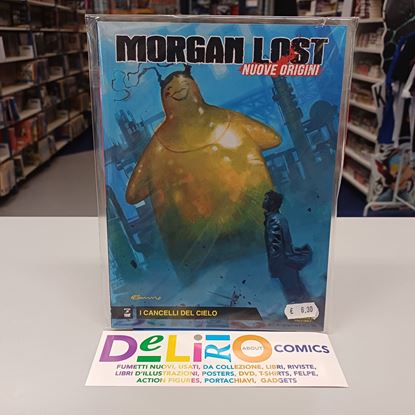 MORGAN LOST
NUOVE ORIGINI
I CANCELLI DEL CIELO
€ 6,30
DeLiRiO ABOUT COMICS
FUMETTI NUOVI, USATI, DA COLLEZIONE, LIBRI, RIVISTE,
LIBRI D'ILLUSTRAZIONI, POSTERS, DVD, T-SHIRTS, FELPE,
ACTION FIGURES, PORTACHIAVI, GADGETS